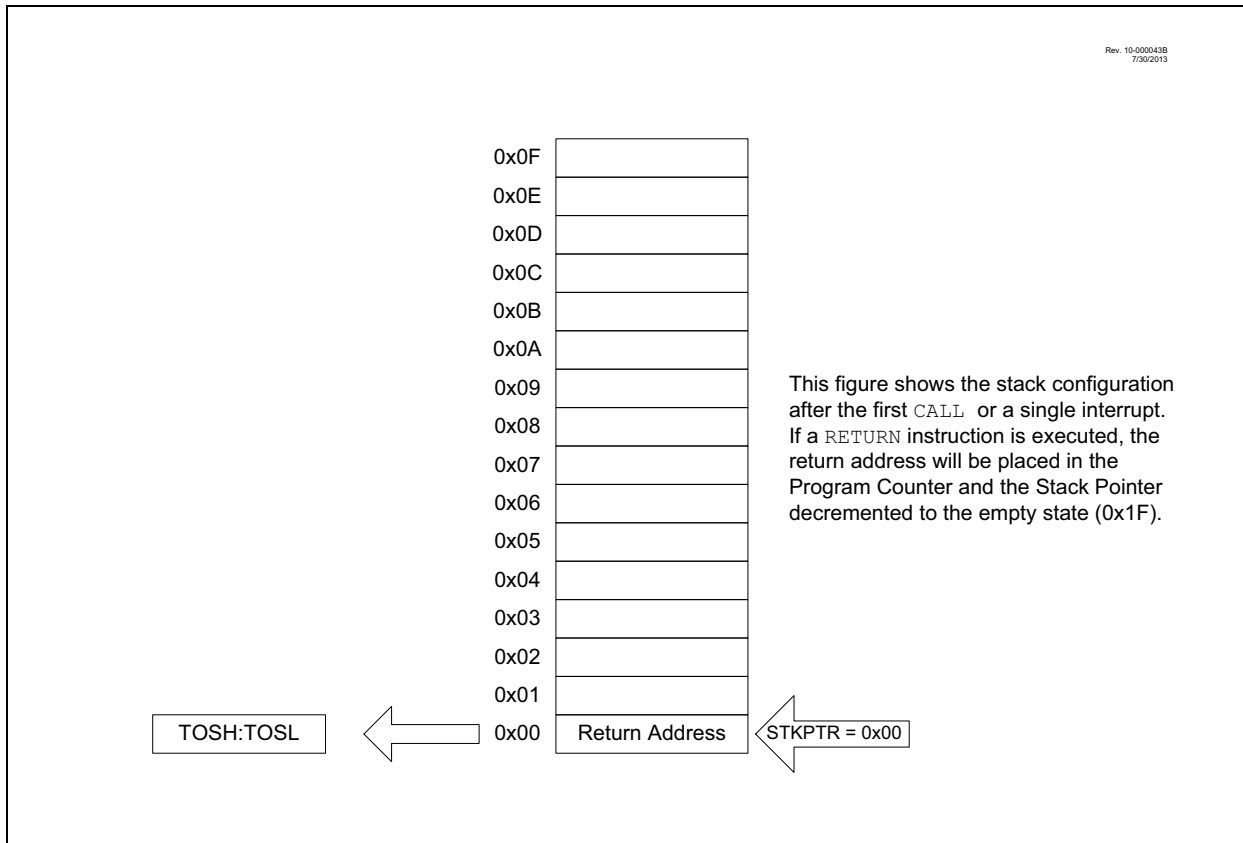 Rev. 10-000043B
7/30/2013
0x0F
0x0E
0x0D
0x0C
0x0B
0x0A
0x09
0x08
0x07
0x06
0x05
0x04
0x03
0x02
0x01
0x00
This figure shows the stack configuration
after the first CALL or a single interrupt.
If a RETURN instruction is executed, the
return address will be placed in the
Program Counter and the Stack Pointer
decremented to the empty state (0x1F).
TOSH:TOSL
Return Address
STKPTR = 0x00